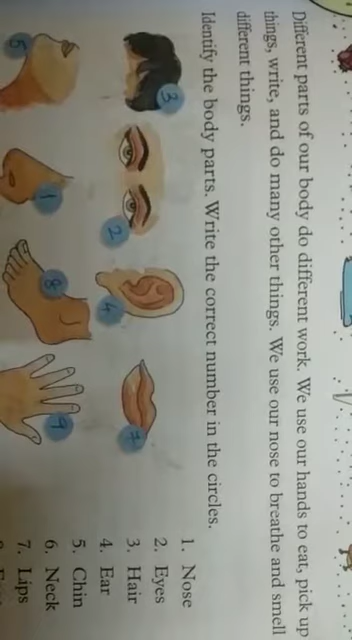 Different parts of our body do different work. We use our hands to eat, pick up
things, write, and do many other things. We use our nose to breathe and smell
different things.
Identify the body parts. Write the correct number in the circles.
3
2
4
7
5
1
8
9
1. Nose
2. Eyes
3. Hair
4. Ear
5. Chin
6. Neck
7. Lips